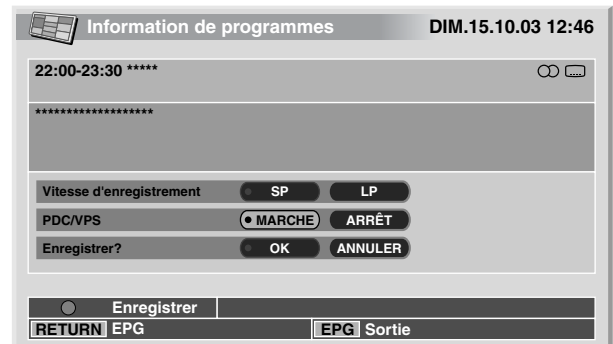 Information de programmes DIM.15.10.03 12:46
22:00-23:30 *****
*******************
Vitesse d'enregistrement SP LP
PDC/VPS MARCHE ARRÊT
Enregistrer? OK ANNULER
Enregistrer
RETURN EPG EPG Sortie